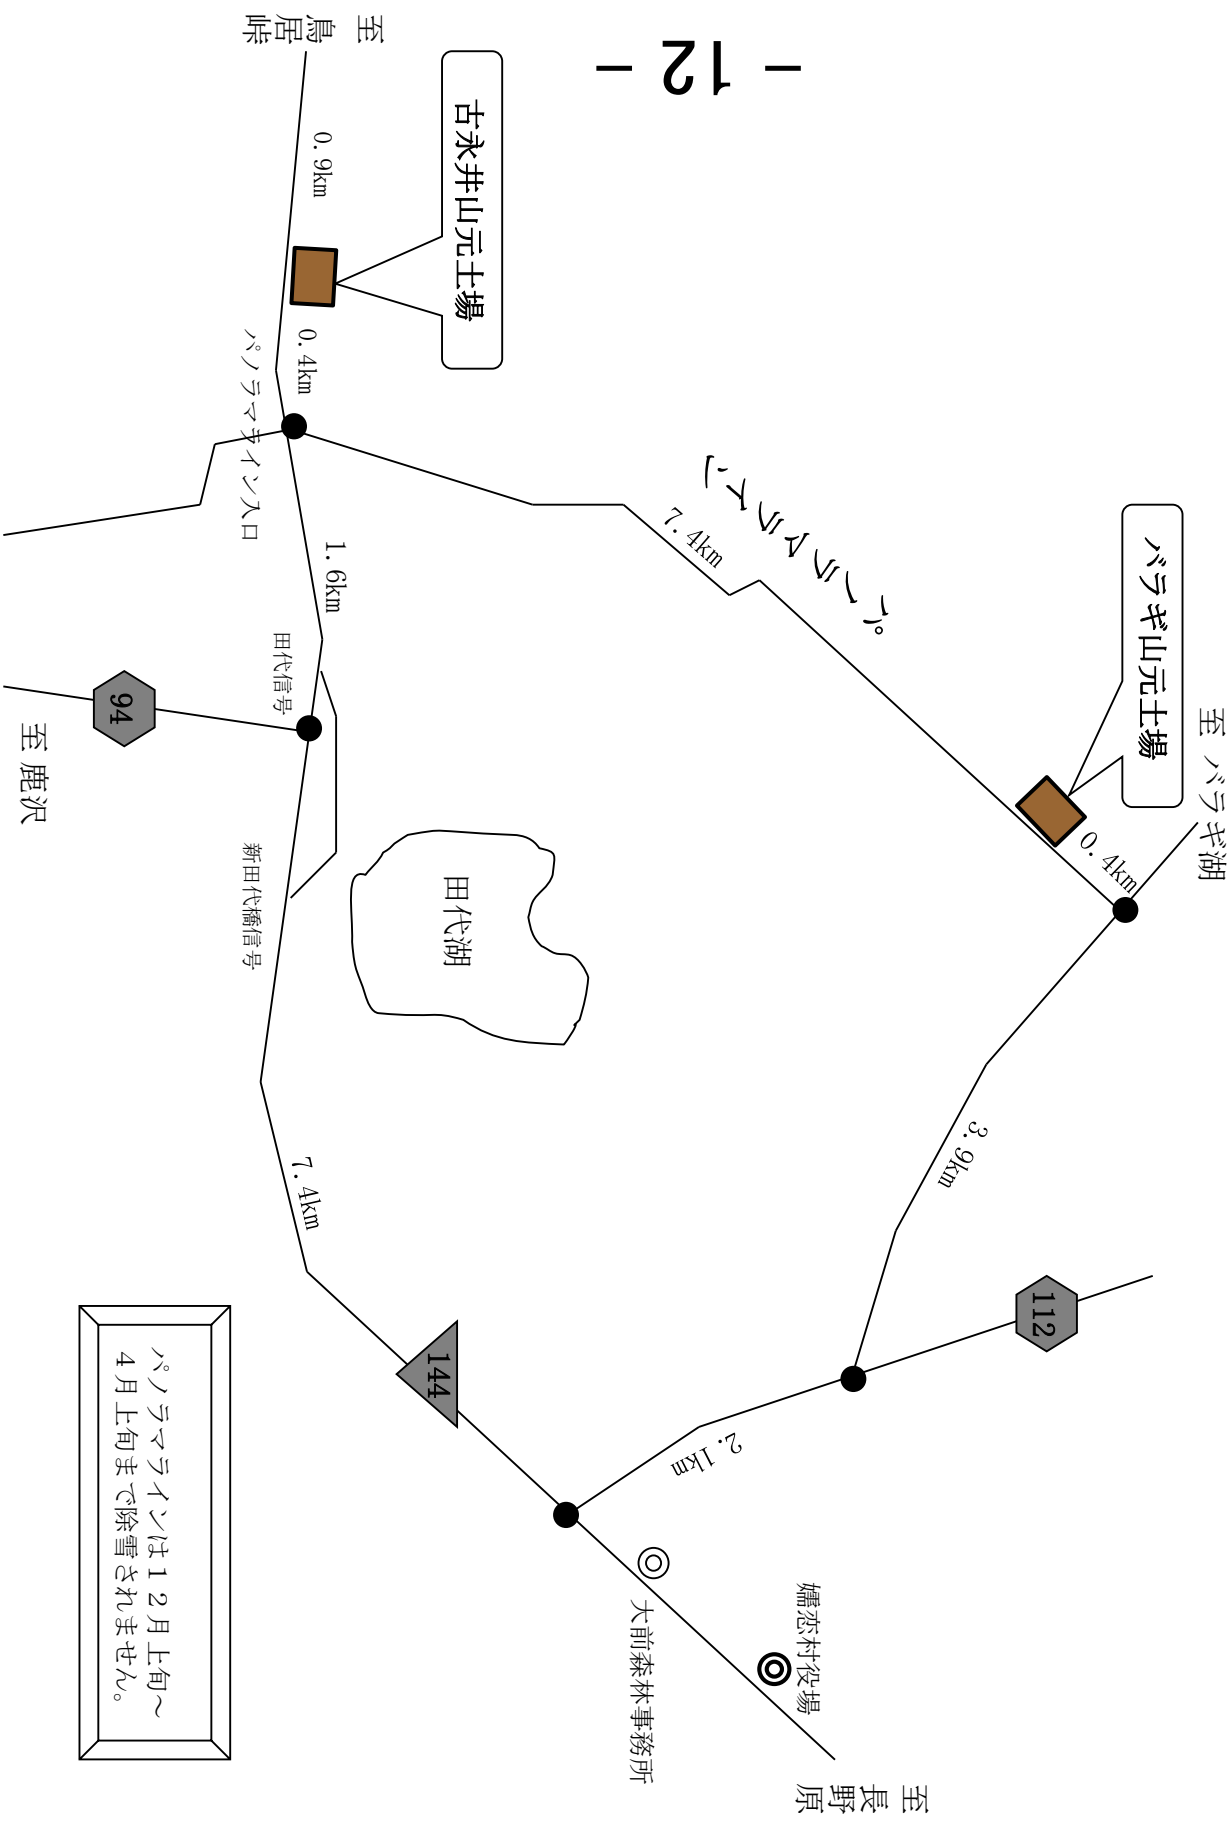 – 12 –
至 鳥居峠
0.9km
古永井山元土場
0.4km
パノラマライン入口
1.6km
田代信号
94
至 鹿沢
新田代橋信号
田代湖
パノラマライン
7.4km
バラギ山元土場
至 バラギ湖
0.4km
3.9km
112
2.1km
7.4km
144
大前森林事務所
嬬恋村役場
至 長野原
パノラマラインは12月上旬～
4月上旬まで除雪されません。